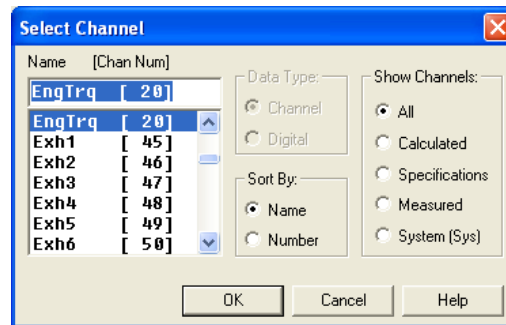 Select Channel
Name [Chan Num]
EngTrq [ 20]
EngTrq [ 20]
Exh1 [ 45]
Exh2 [ 46]
Exh3 [ 47]
Exh4 [ 48]
Exh5 [ 49]
Exh6 [ 50]
Data Type:
Channel
Digital
Sort By:
Name
Number
Show Channels:
All
Calculated
Specifications
Measured
System (Sys)
OK
Cancel
Help